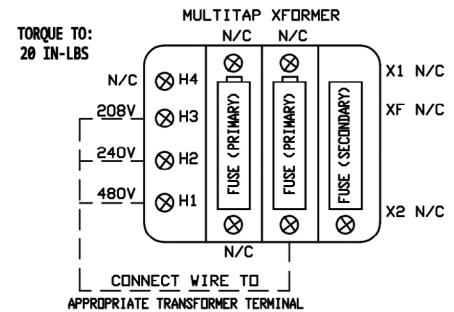 MULTITAP XFORMER
TORQUE TO:
20 IN-LBS
N/C N/C
N/C H4
208V H3
240V H2
480V H1
FUSE (PRIMARY)
FUSE (PRIMARY)
FUSE (SECONDARY)
X1 N/C
XF N/C
X2 N/C
N/C
CONNECT WIRE TO
APPROPRIATE TRANSFORMER TERMINAL